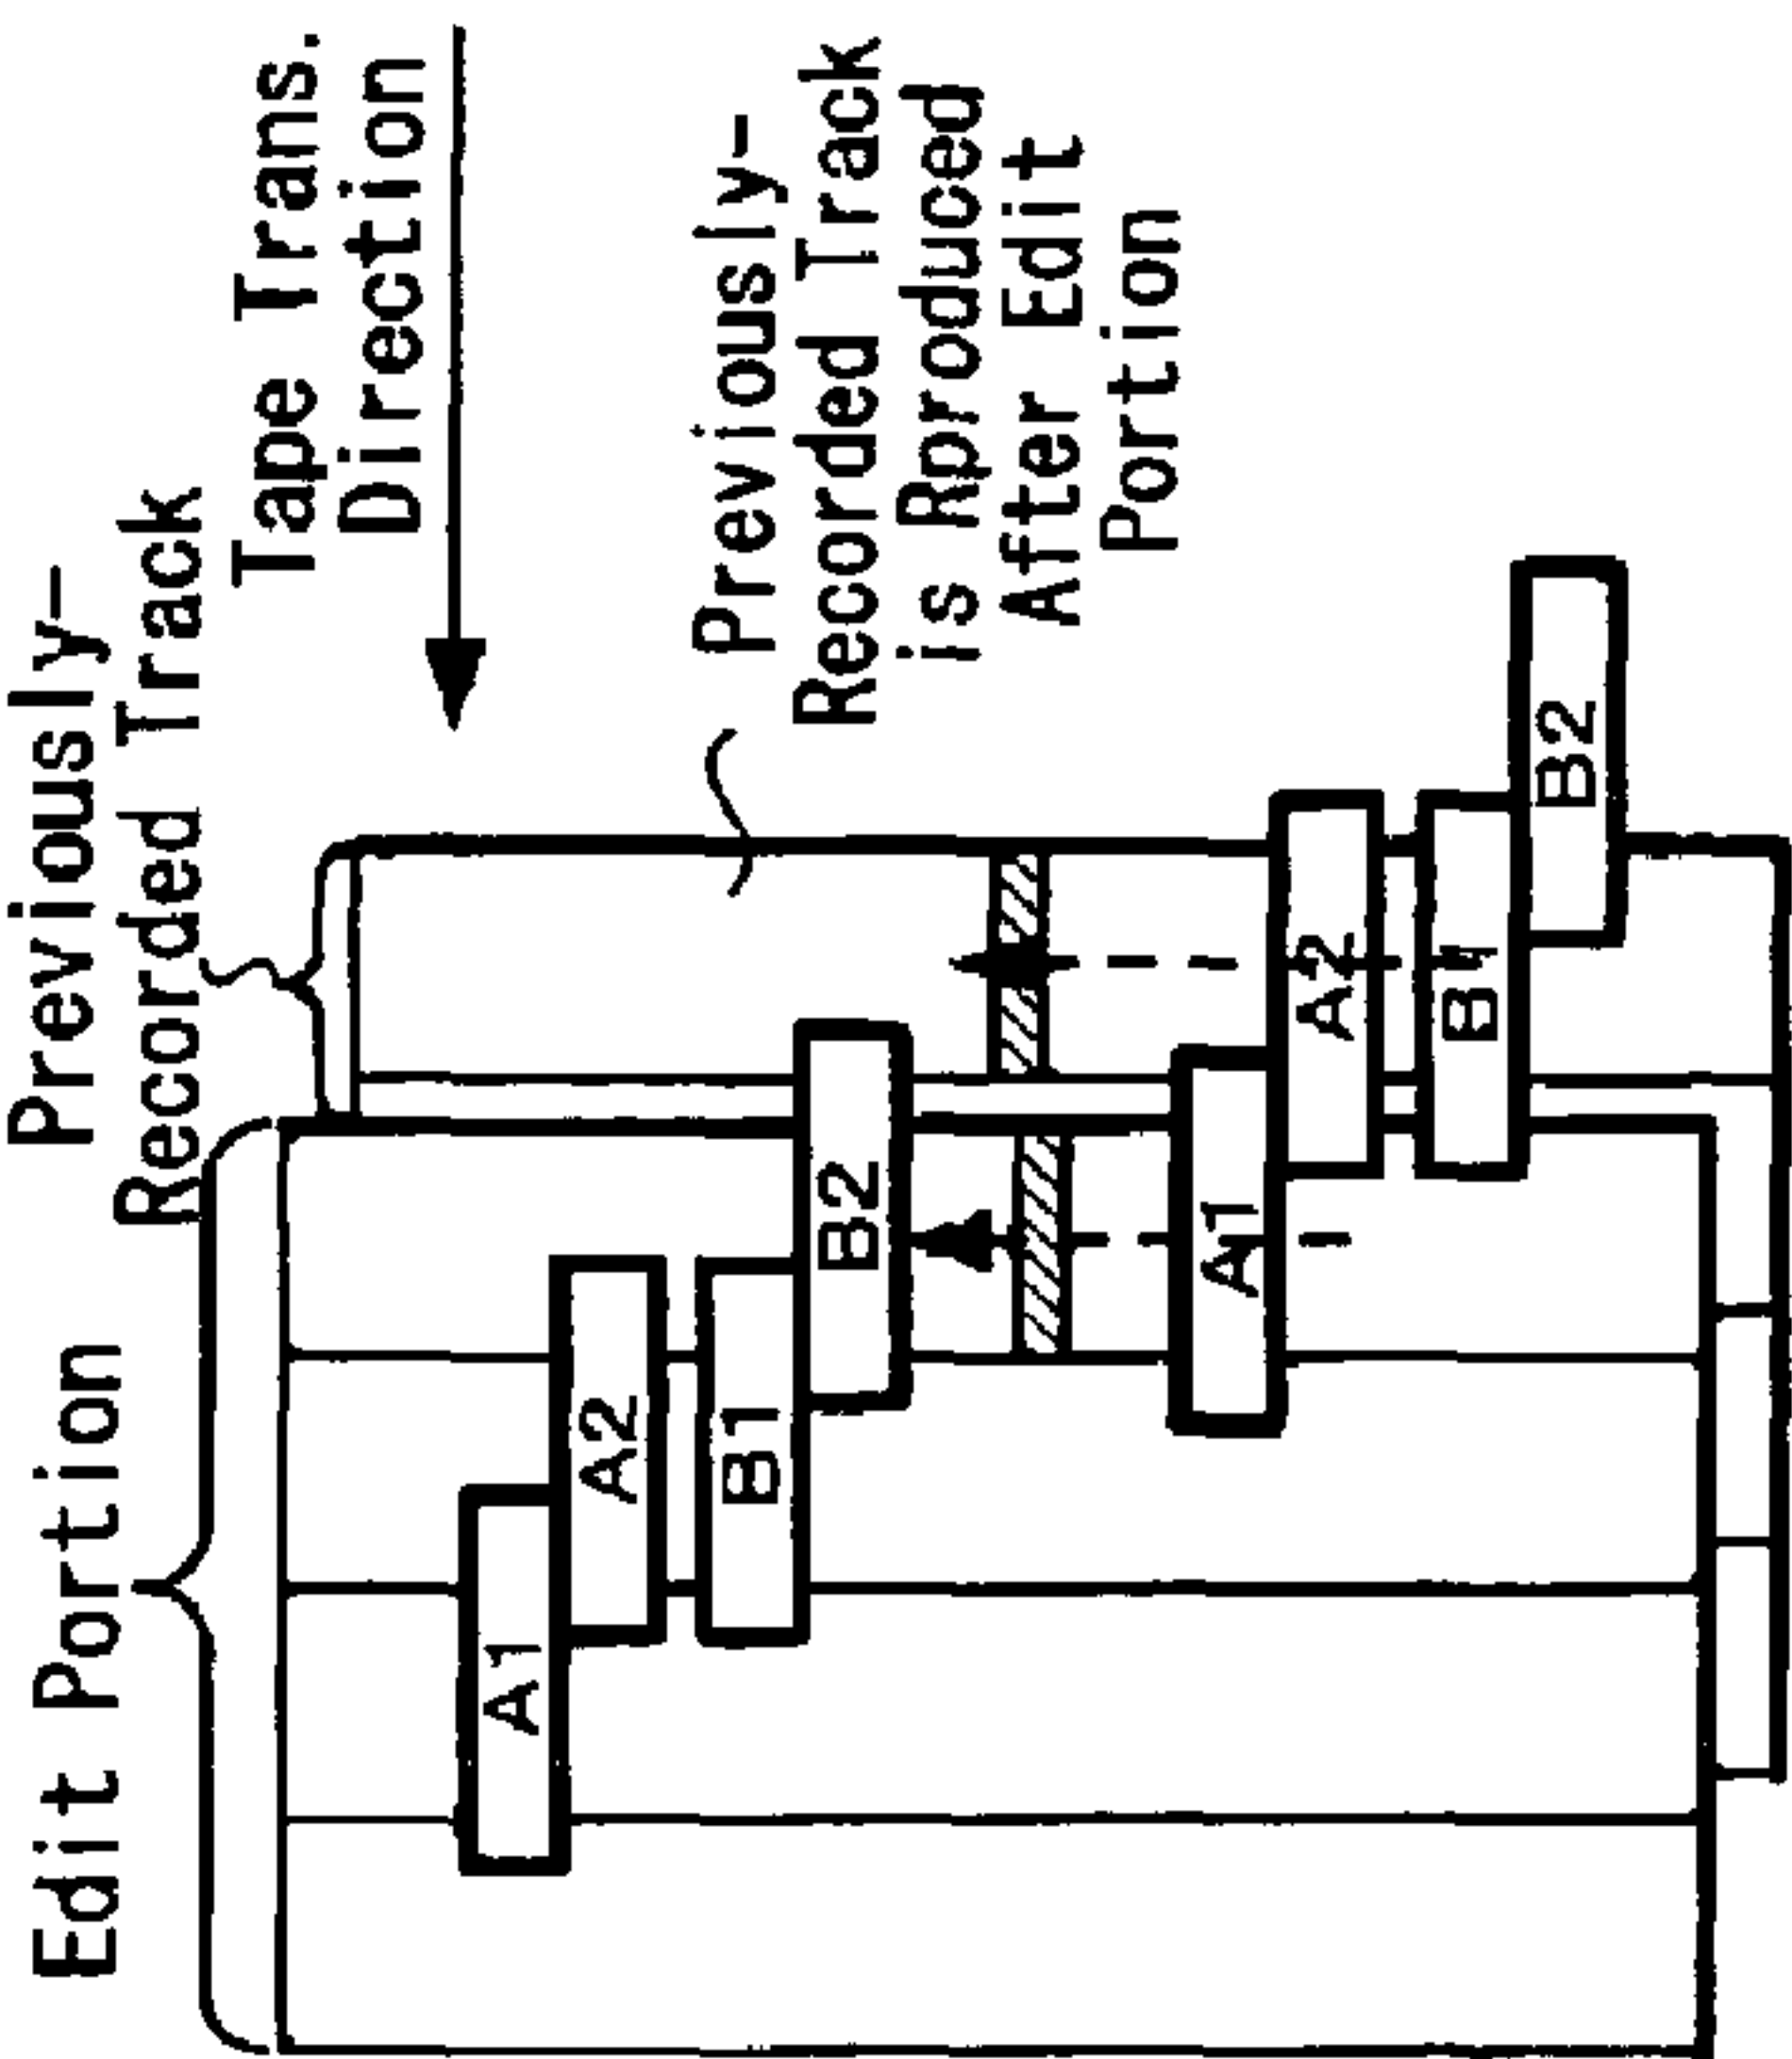 Edit Portion
Previously-
Recorded Track
Tape Trans.
Direction
Previously-
Recorded Track
is Rproduced
After Edit
Portion
A1
A2
B1
B2
A1
A2
B1
B2